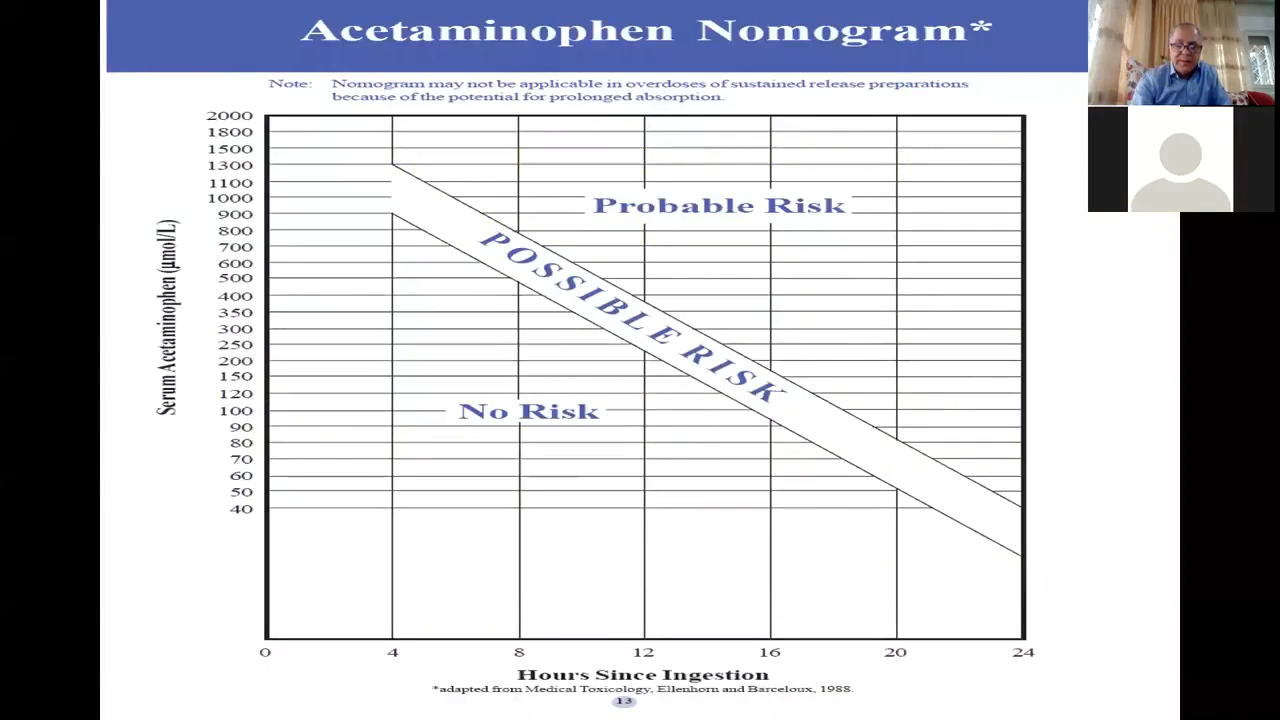 Acetaminophen Nomogram*
Note: Nomogram may not be applicable in overdoses of sustained release preparations
because of the potential for prolonged absorption.
2000
1800
1500
1300
1100
1000
900
800
700
600
500
400
350
300
250
200
150
120
100
90
80
70
60
50
40
Serum Acetaminophen (µmol/L)
Probable Risk
POSSIBLE RISK
No Risk
0 4 8 12 16 20 24
Hours Since Ingestion
*adapted from Medical Toxicology, Ellenhorn and Barceloux, 1988.
13